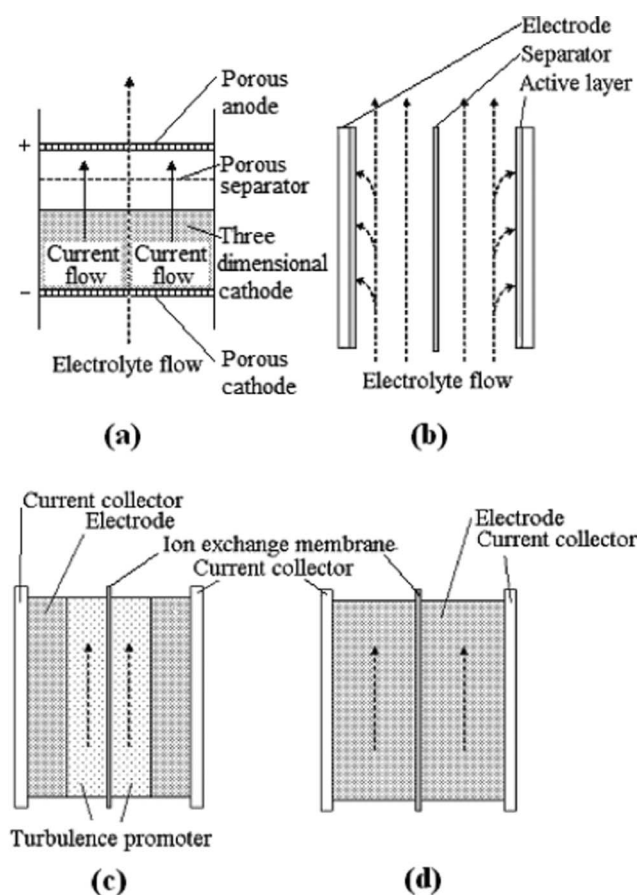 Porous
anode
+
Porous
separator
Current
flow
Current
flow
Three
dimensional
cathode
−
Electrolyte flow
Porous
cathode
(a)
Electrode
Separator
Active layer
Electrolyte flow
(b)
Current collector
Electrode
Ion exchange membrane
Current collector
Turbulence promoter
(c)
Electrode
Current collector
(d)